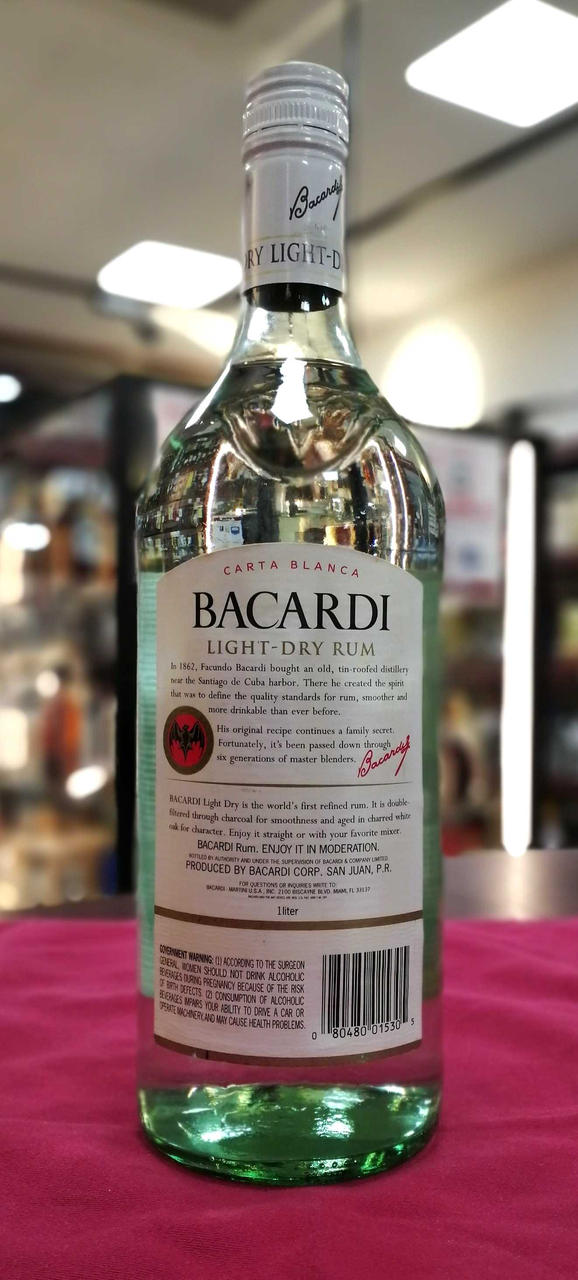 Bacardi
RY LIGHT-D
CARTA BLANCA
BACARDI
LIGHT-DRY RUM
In 1862, Facundo Bacardi bought an old, tin-roofed distillery
near the Santiago de Cuba harbor. There he created the spirit
that was to define the quality standards for rum, smoother and
more drinkable than ever before.
His original recipe continues a family secret.
Fortunately, it's been passed down through
six generations of master blenders.
Bacardi
BACARDI Light Dry is the world's first refined rum. It is double-
filtered through charcoal for smoothness and aged in charred white
oak for character. Enjoy it straight or with your favorite mixer.
BACARDI Rum. ENJOY IT IN MODERATION.
BOTTLED BY AUTHORITY AND UNDER THE SUPERVISION OF BACARDI & COMPANY LIMITED.
PRODUCED BY BACARDI CORP. SAN JUAN, P.R.
FOR QUESTIONS OR INQUIRIES WRITE TO:
BACARDI - MARTINI U.S.A., INC. 2100 BISCAYNE BLVD. MIAMI, FL 33137
1liter
GOVERNMENT WARNING: (1) ACCORDING TO THE SURGEON
GENERAL, WOMEN SHOULD NOT DRINK ALCOHOLIC
BEVERAGES DURING PREGNANCY BECAUSE OF THE RISK
OF BIRTH DEFECTS. (2) CONSUMPTION OF ALCOHOLIC
BEVERAGES IMPAIRS YOUR ABILITY TO DRIVE A CAR OR
OPERATE MACHINERY, AND MAY CAUSE HEALTH PROBLEMS.
0 80480 01530 5